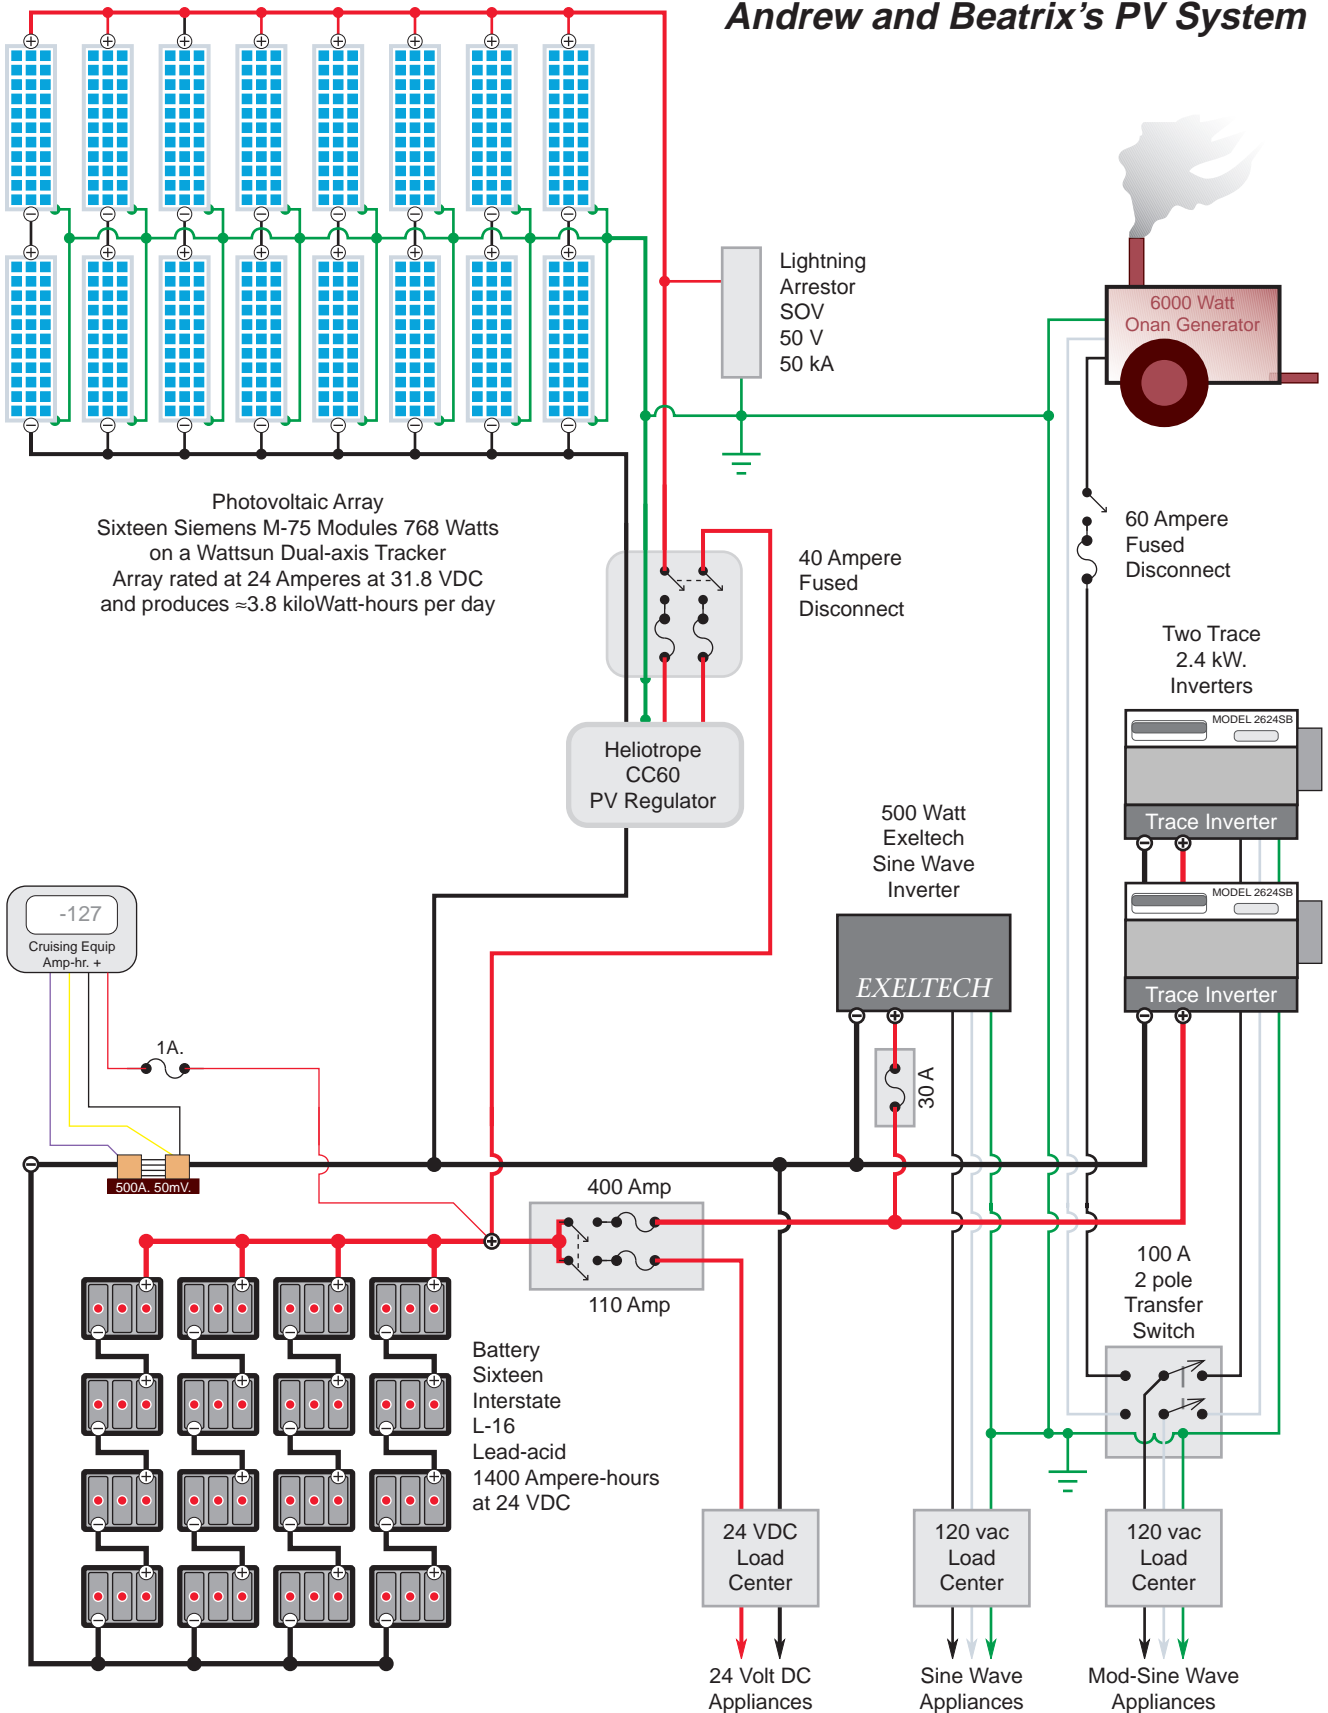 Andrew and Beatrix's PV System
Lightning
Arrestor
SOV
50 V
50 kA
6000 Watt
Onan Generator
Photovoltaic Array
Sixteen Siemens M-75 Modules 768 Watts
on a Wattsun Dual-axis Tracker
Array rated at 24 Amperes at 31.8 VDC
and produces ≈3.8 kiloWatt-hours per day
40 Ampere
Fused
Disconnect
60 Ampere
Fused
Disconnect
Two Trace
2.4 kW.
Inverters
MODEL 2624SB
Trace Inverter
MODEL 2624SB
Trace Inverter
Heliotrope
CC60
PV Regulator
500 Watt
Exeltech
Sine Wave
Inverter
EXELTECH
30 A
-127
Cruising Equip
Amp-hr. +
1A.
500A. 50mV.
400 Amp
110 Amp
100 A
2 pole
Transfer
Switch
Battery
Sixteen
Interstate
L-16
Lead-acid
1400 Ampere-hours
at 24 VDC
24 VDC
Load
Center
120 vac
Load
Center
120 vac
Load
Center
24 Volt DC
Appliances
Sine Wave
Appliances
Mod-Sine Wave
Appliances